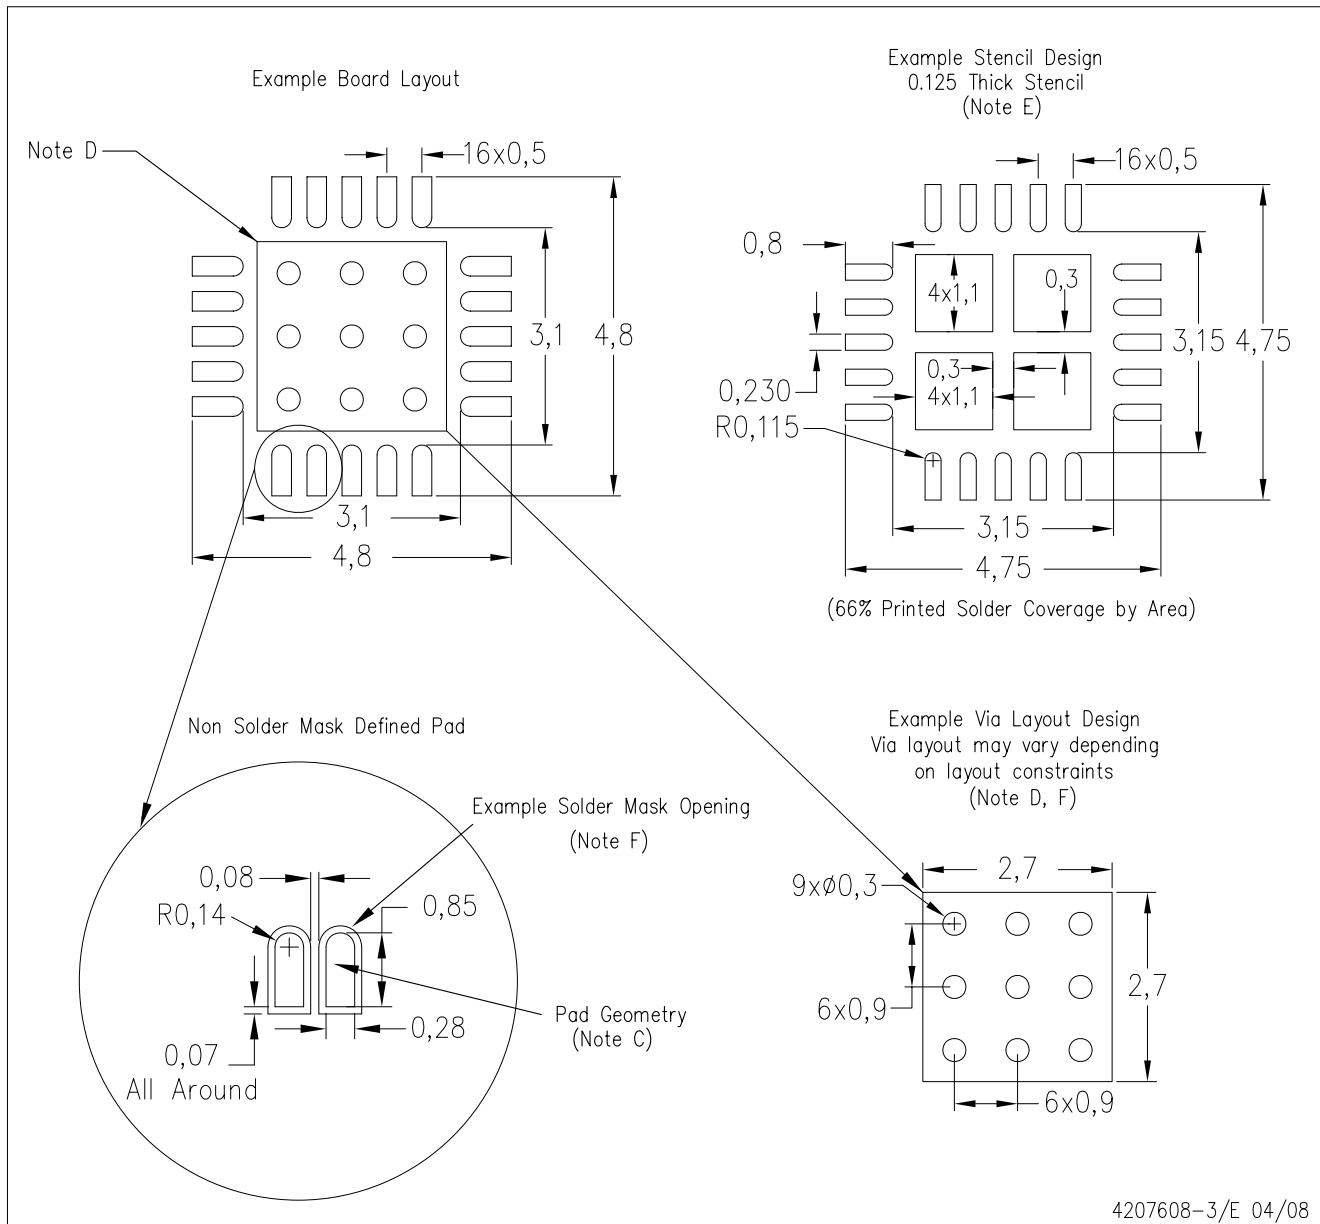 Example Board Layout
Note D
16x0,5
3,1
4,8
3,1
4,8
Example Stencil Design
0.125 Thick Stencil
(Note E)
16x0,5
0,8
4x1,1
0,3
3,15
4,75
0,3
4x1,1
0,230
R0,115
3,15
4,75
(66% Printed Solder Coverage by Area)
Non Solder Mask Defined Pad
Example Solder Mask Opening
(Note F)
0,08
R0,14
0,85
0,28
Pad Geometry
(Note C)
0,07
All Around
Example Via Layout Design
Via layout may vary depending
on layout constraints
(Note D, F)
2,7
9xø0,3
2,7
6x0,9
6x0,9
4207608-3/E 04/08